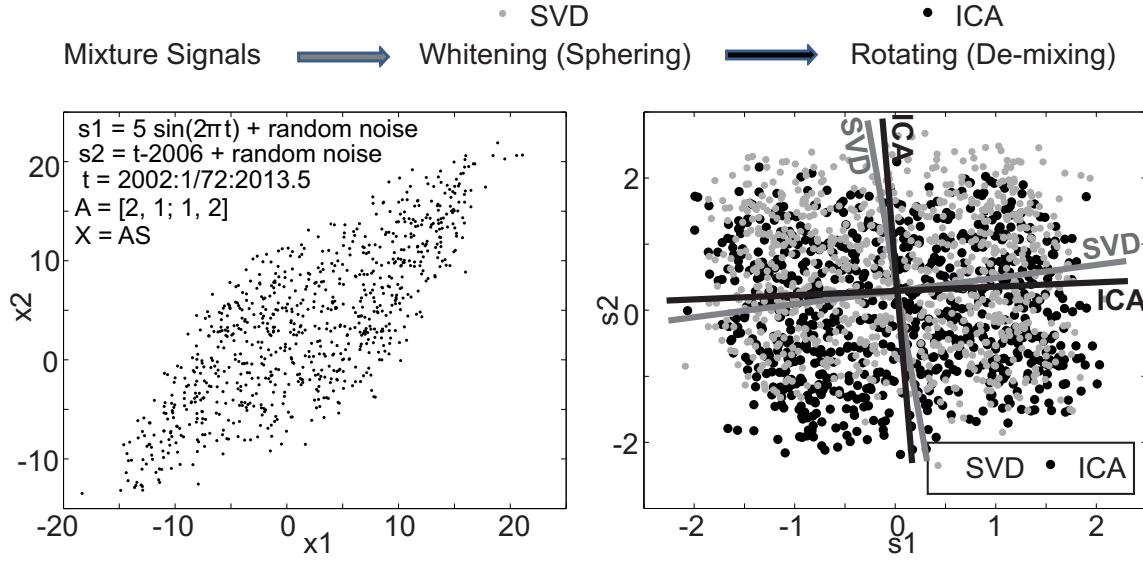 SVD ICA
Mixture Signals Whitening (Sphering) Rotating (De-mixing)
s1 = 5 sin(2πt) + random noise
s2 = t-2006 + random noise
t = 2002:1/72:2013.5
A = [2, 1; 1, 2]
X = AS
20
10
0
-10
x2
-20 -10 0 10 20
x1
SVD
ICA
SVD
ICA
2
0
-2
s2
SVD ICA
-2 -1 0 1 2
s1